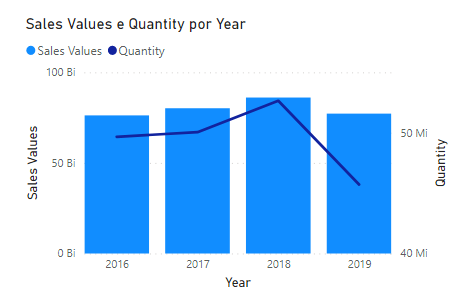 Sales Values e Quantity por Year
Sales Values Quantity
100 Bi
50 Bi
0 Bi
Sales Values
50 Mi
40 Mi
Quantity
2016 2017 2018 2019
Year